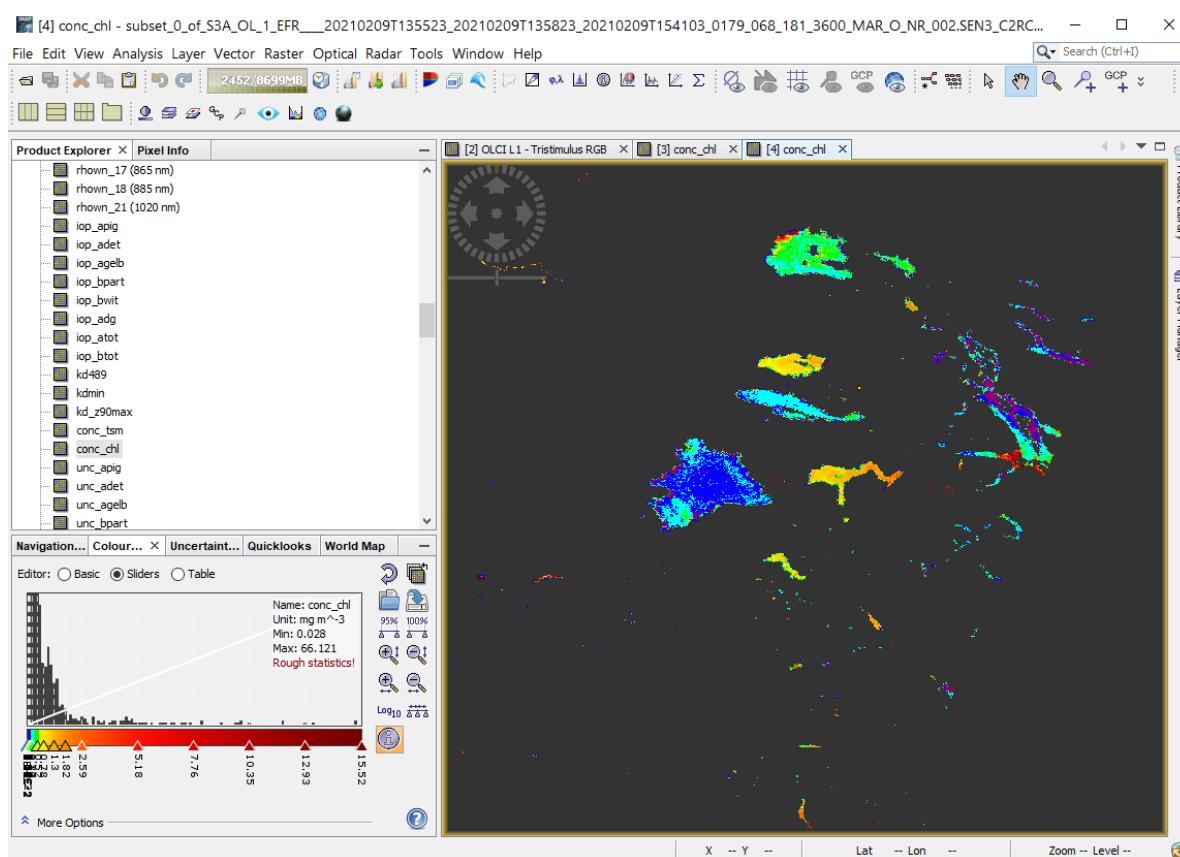 [4] conc_chl - subset_0_of_S3A_OL_1_EFR____20210209T135523_20210209T135823_20210209T154103_0179_068_181_3600_MAR_O_NR_002.SEN3_C2RC...
File Edit View Analysis Layer Vector Raster Optical Radar Tools Window Help
Search (Ctrl+I)
2452/8699MB
GCP
GCP
Product Explorer
Pixel Info
[2] OLCI L1 - Tristimulus RGB
[3] conc_chl
[4] conc_chl
rhown_17 (865 nm)
rhown_18 (885 nm)
rhown_21 (1020 nm)
iop_apig
iop_adet
iop_agelb
iop_bpart
iop_bwit
iop_adg
iop_atot
iop_btot
kd489
kdmin
kd_z90max
conc_tsm
conc_chl
unc_apig
unc_adet
unc_agelb
unc_bpart
Navigation... Colour... Uncertaint... Quicklooks World Map
Editor: Basic Sliders Table
Name: conc_chl
Unit: mg m^-3
Min: 0.028
Max: 66.121
Rough statistics!
95% 100%
Log10
1.3
1.82
2.59
5.18
7.76
10.35
12.93
15.52
More Options
X -- Y -- Lat -- Lon -- Zoom -- Level --